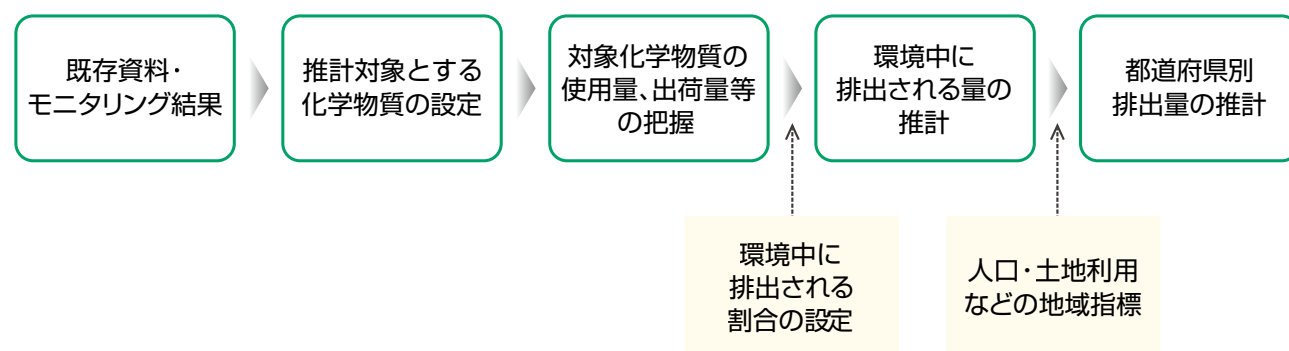 既存資料・
モニタリング結果
推計対象とする
化学物質の設定
対象化学物質の
使用量、出荷量等
の把握
環境中に
排出される量の
推計
都道府県別
排出量の推計
環境中に
排出される
割合の設定
人口・土地利用
などの地域指標